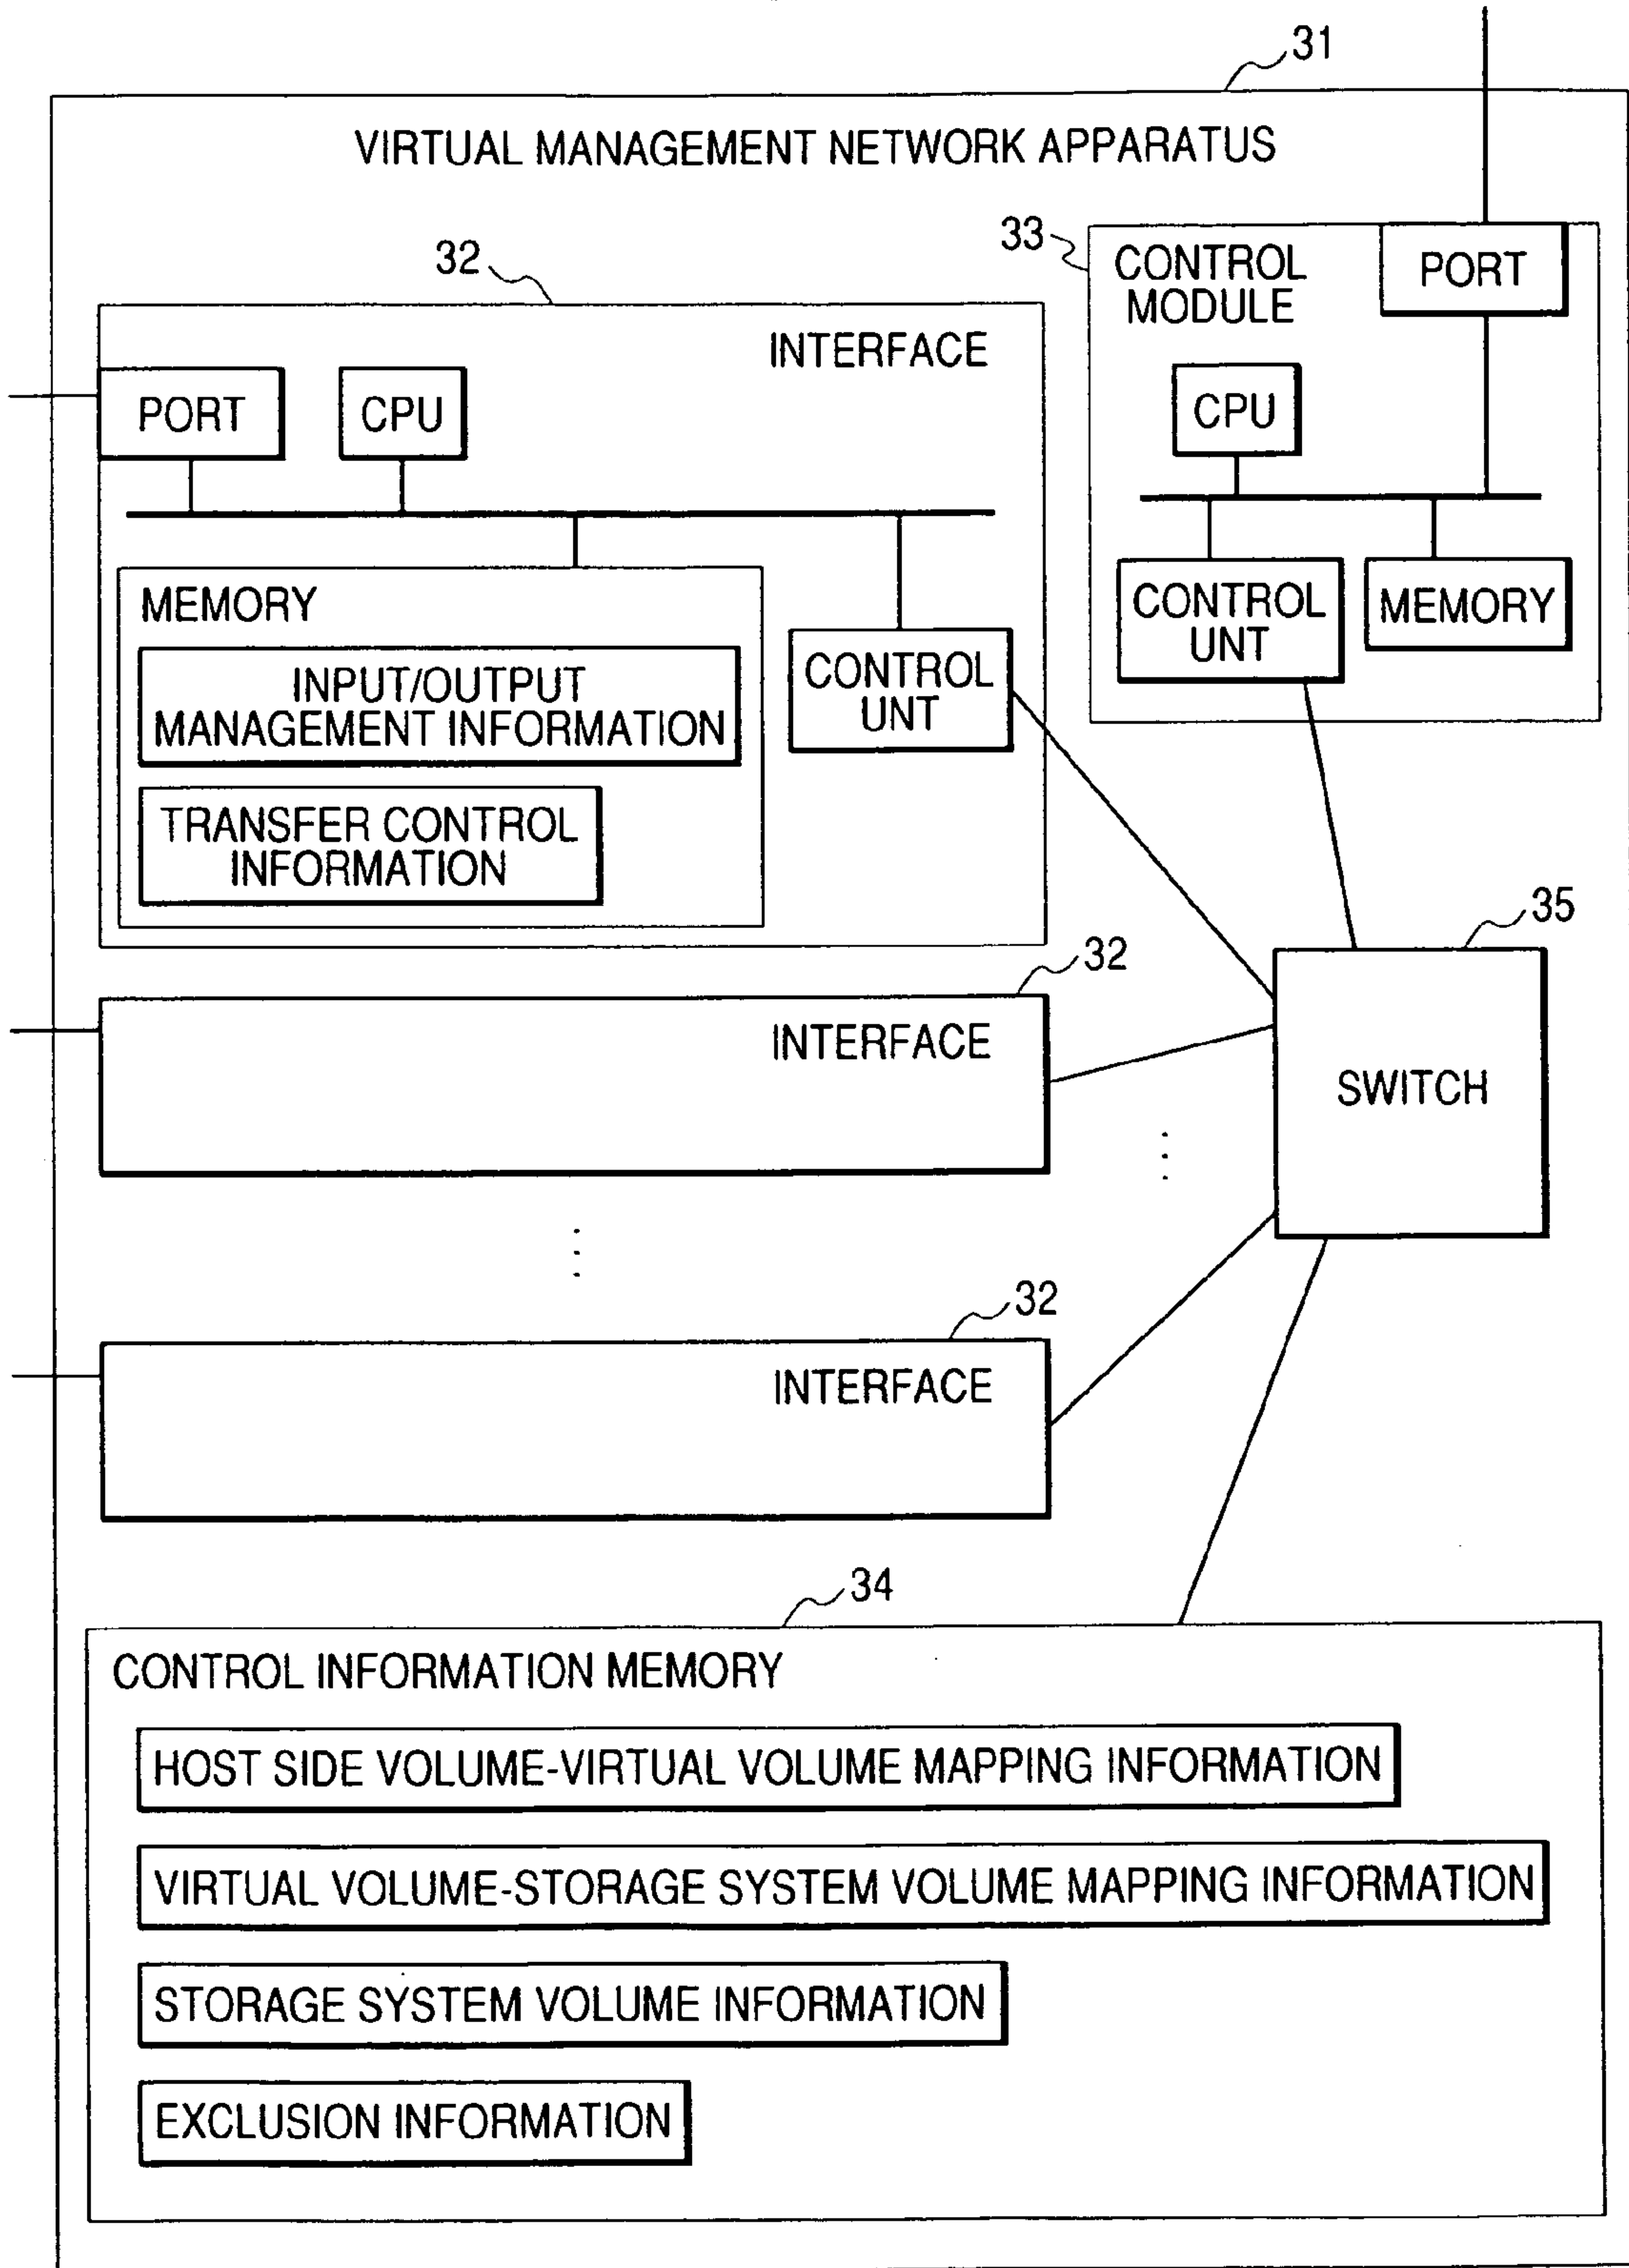 31
VIRTUAL MANAGEMENT NETWORK APPARATUS
32
INTERFACE
PORT
CPU
MEMORY
INPUT/OUTPUT
MANAGEMENT INFORMATION
TRANSFER CONTROL
INFORMATION
CONTROL
UNT
33
CONTROL
MODULE
PORT
CPU
CONTROL
UNT
MEMORY
35
SWITCH
32
INTERFACE
32
INTERFACE
34
CONTROL INFORMATION MEMORY
HOST SIDE VOLUME-VIRTUAL VOLUME MAPPING INFORMATION
VIRTUAL VOLUME-STORAGE SYSTEM VOLUME MAPPING INFORMATION
STORAGE SYSTEM VOLUME INFORMATION
EXCLUSION INFORMATION